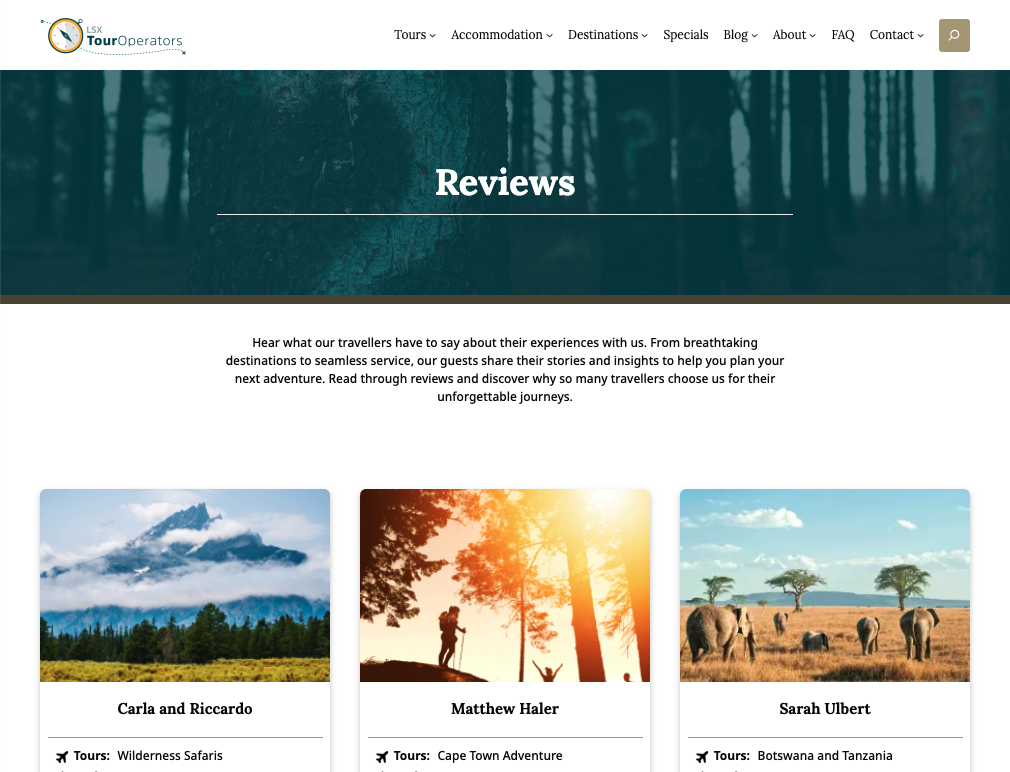 LSX
TourOperators
Tours Accommodation Destinations Specials Blog About FAQ Contact
Reviews
Hear what our travellers have to say about their experiences with us. From breathtaking
destinations to seamless service, our guests share their stories and insights to help you plan your
next adventure. Read through reviews and discover why so many travellers choose us for their
unforgettable journeys.
Carla and Riccardo
Tours: Wilderness Safaris
Matthew Haler
Tours: Cape Town Adventure
Sarah Ulbert
Tours: Botswana and Tanzania